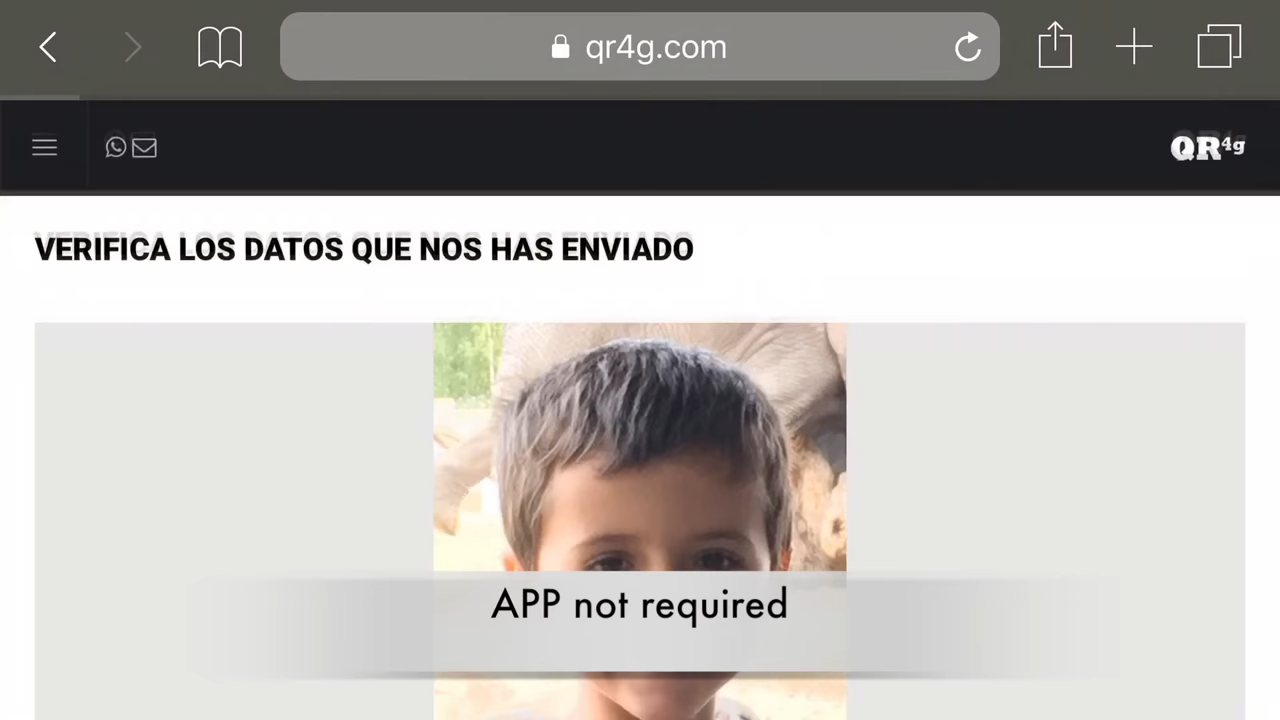 qr4g.com
QR4g
VERIFICA LOS DATOS QUE NOS HAS ENVIADO
APP not required